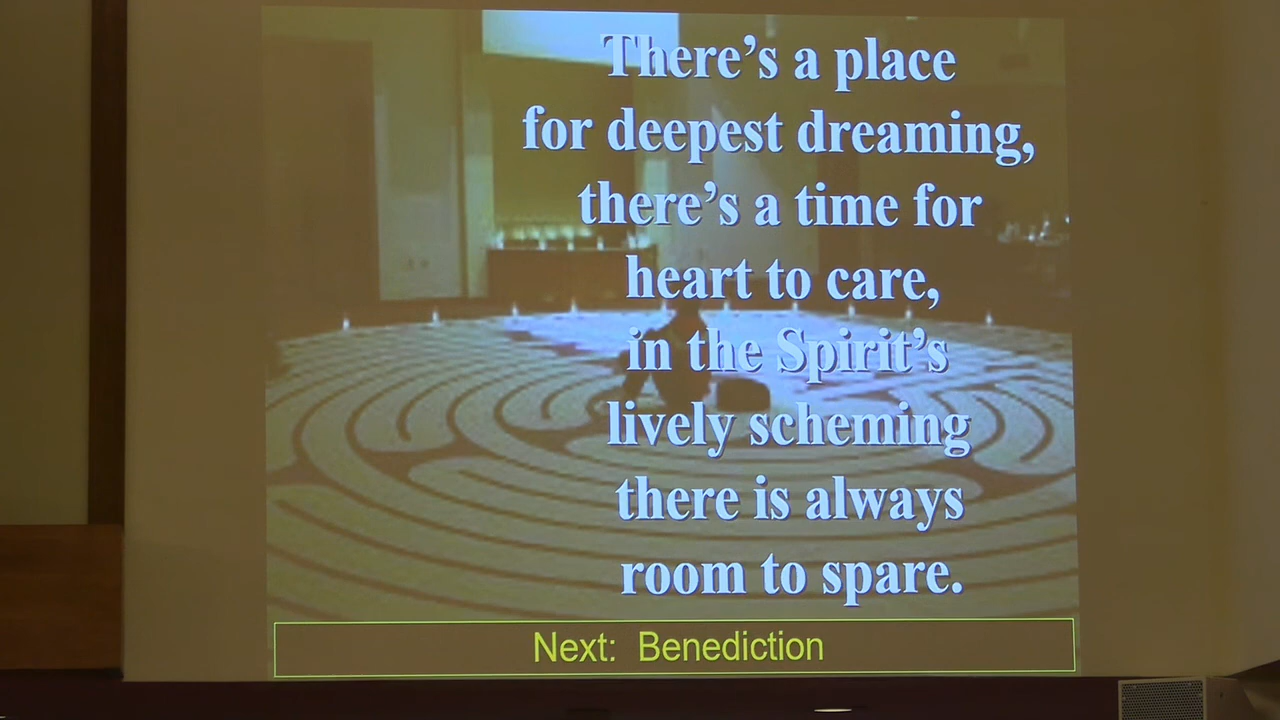 There’s a place
for deepest dreaming,
there’s a time for
heart to care,
in the Spirit’s
lively scheming
there is always
room to spare.
Next: Benediction